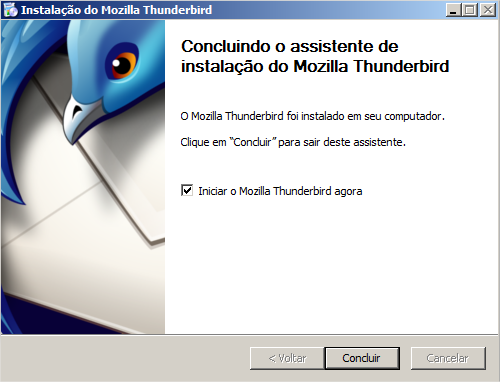 Instalação do Mozilla Thunderbird
Concluindo o assistente de
instalação do Mozilla Thunderbird
O Mozilla Thunderbird foi instalado em seu computador.
Clique em “Concluir” para sair deste assistente.
Iniciar o Mozilla Thunderbird agora
< Voltar
Concluir
Cancelar